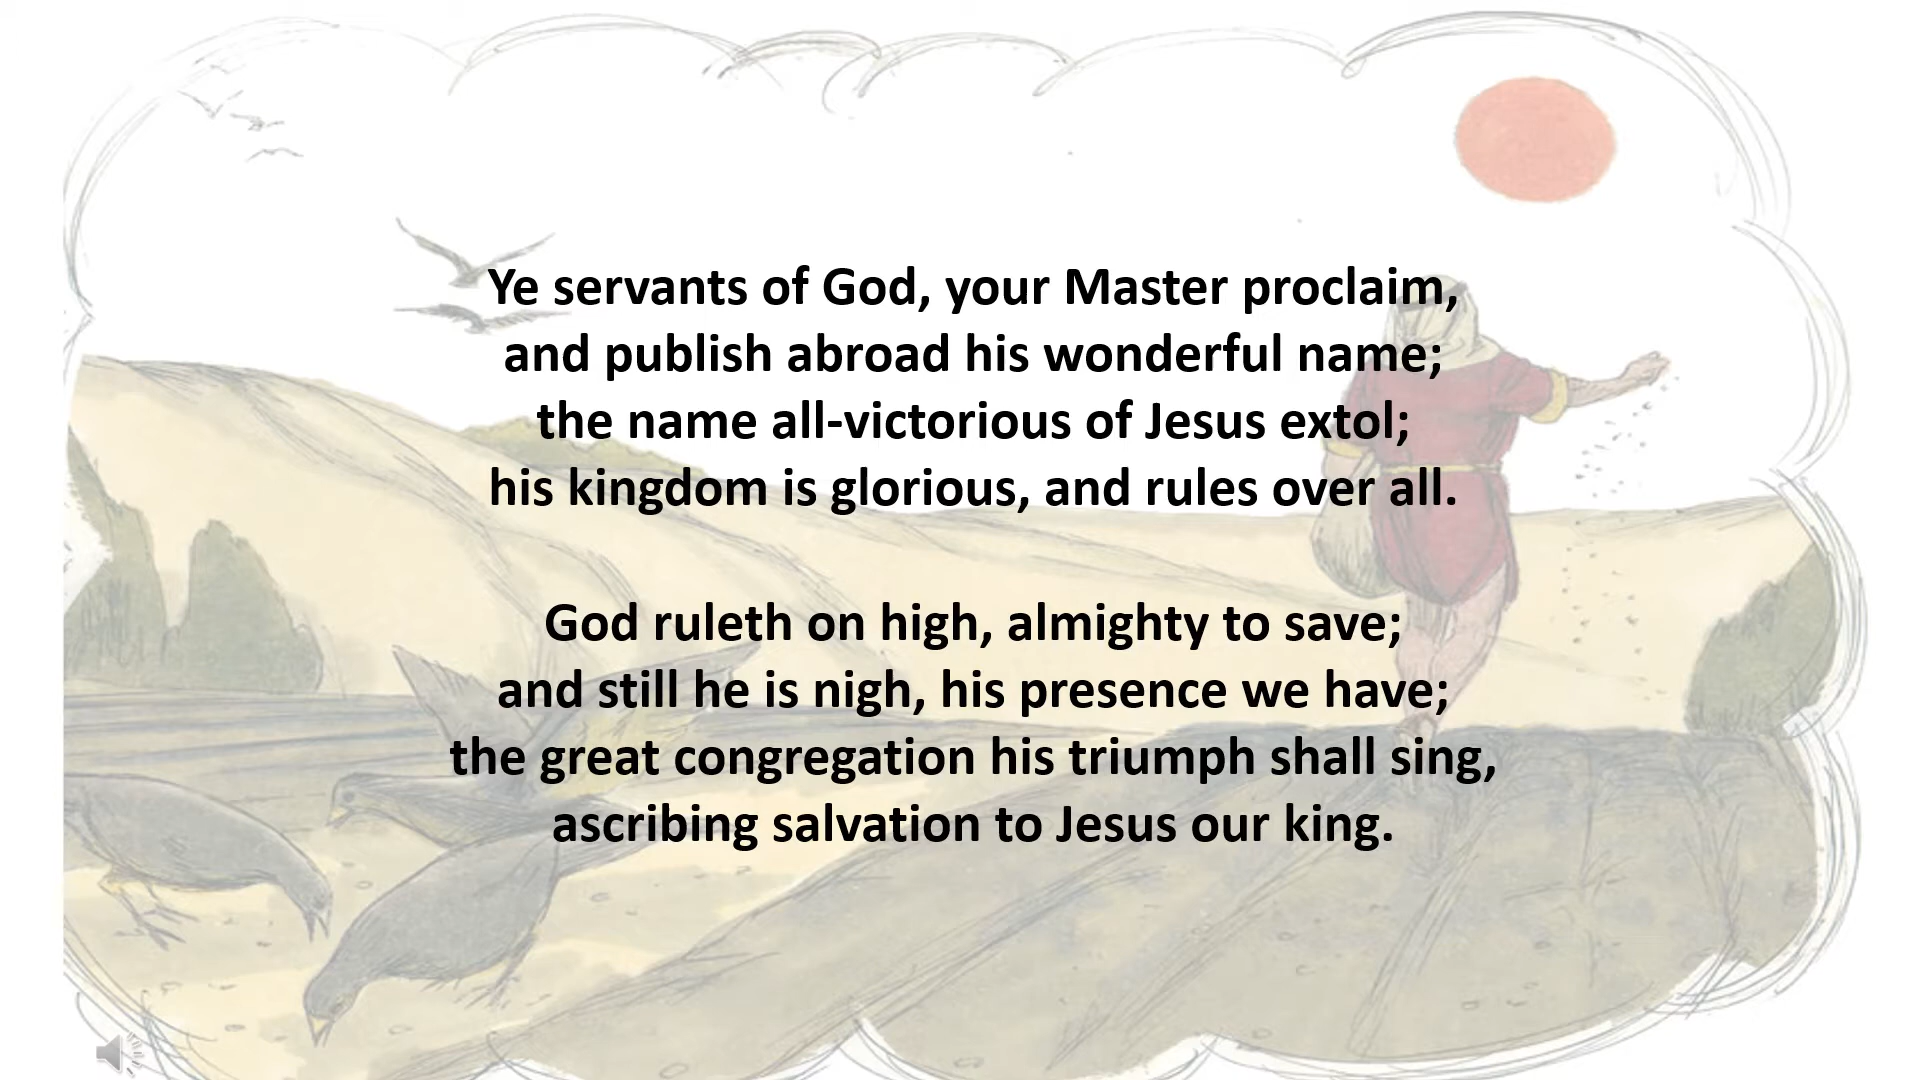 Ye servants of God, your Master proclaim,
and publish abroad his wonderful name;
the name all-victorious of Jesus extol;
his kingdom is glorious, and rules over all.
God ruleth on high, almighty to save;
and still he is nigh, his presence we have;
the great congregation his triumph shall sing,
ascribing salvation to Jesus our king.